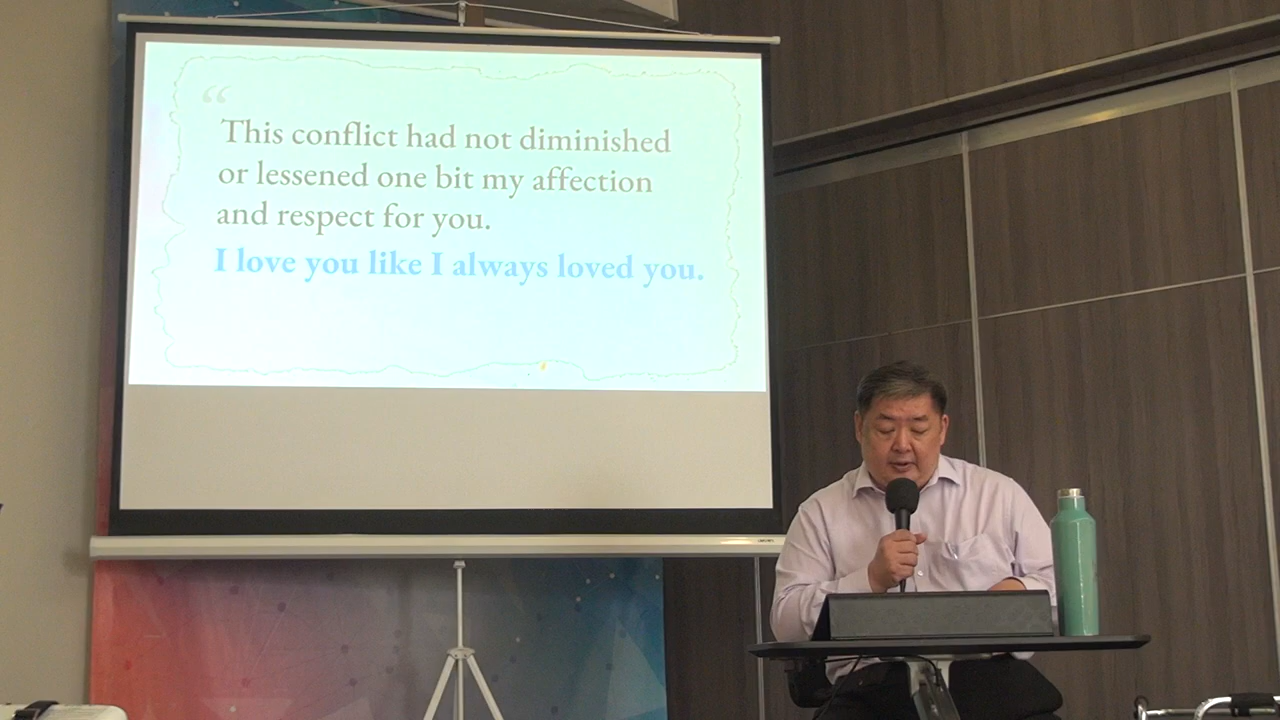 “
This conflict had not diminished
or lessened one bit my affection
and respect for you.
I love you like I always loved you.